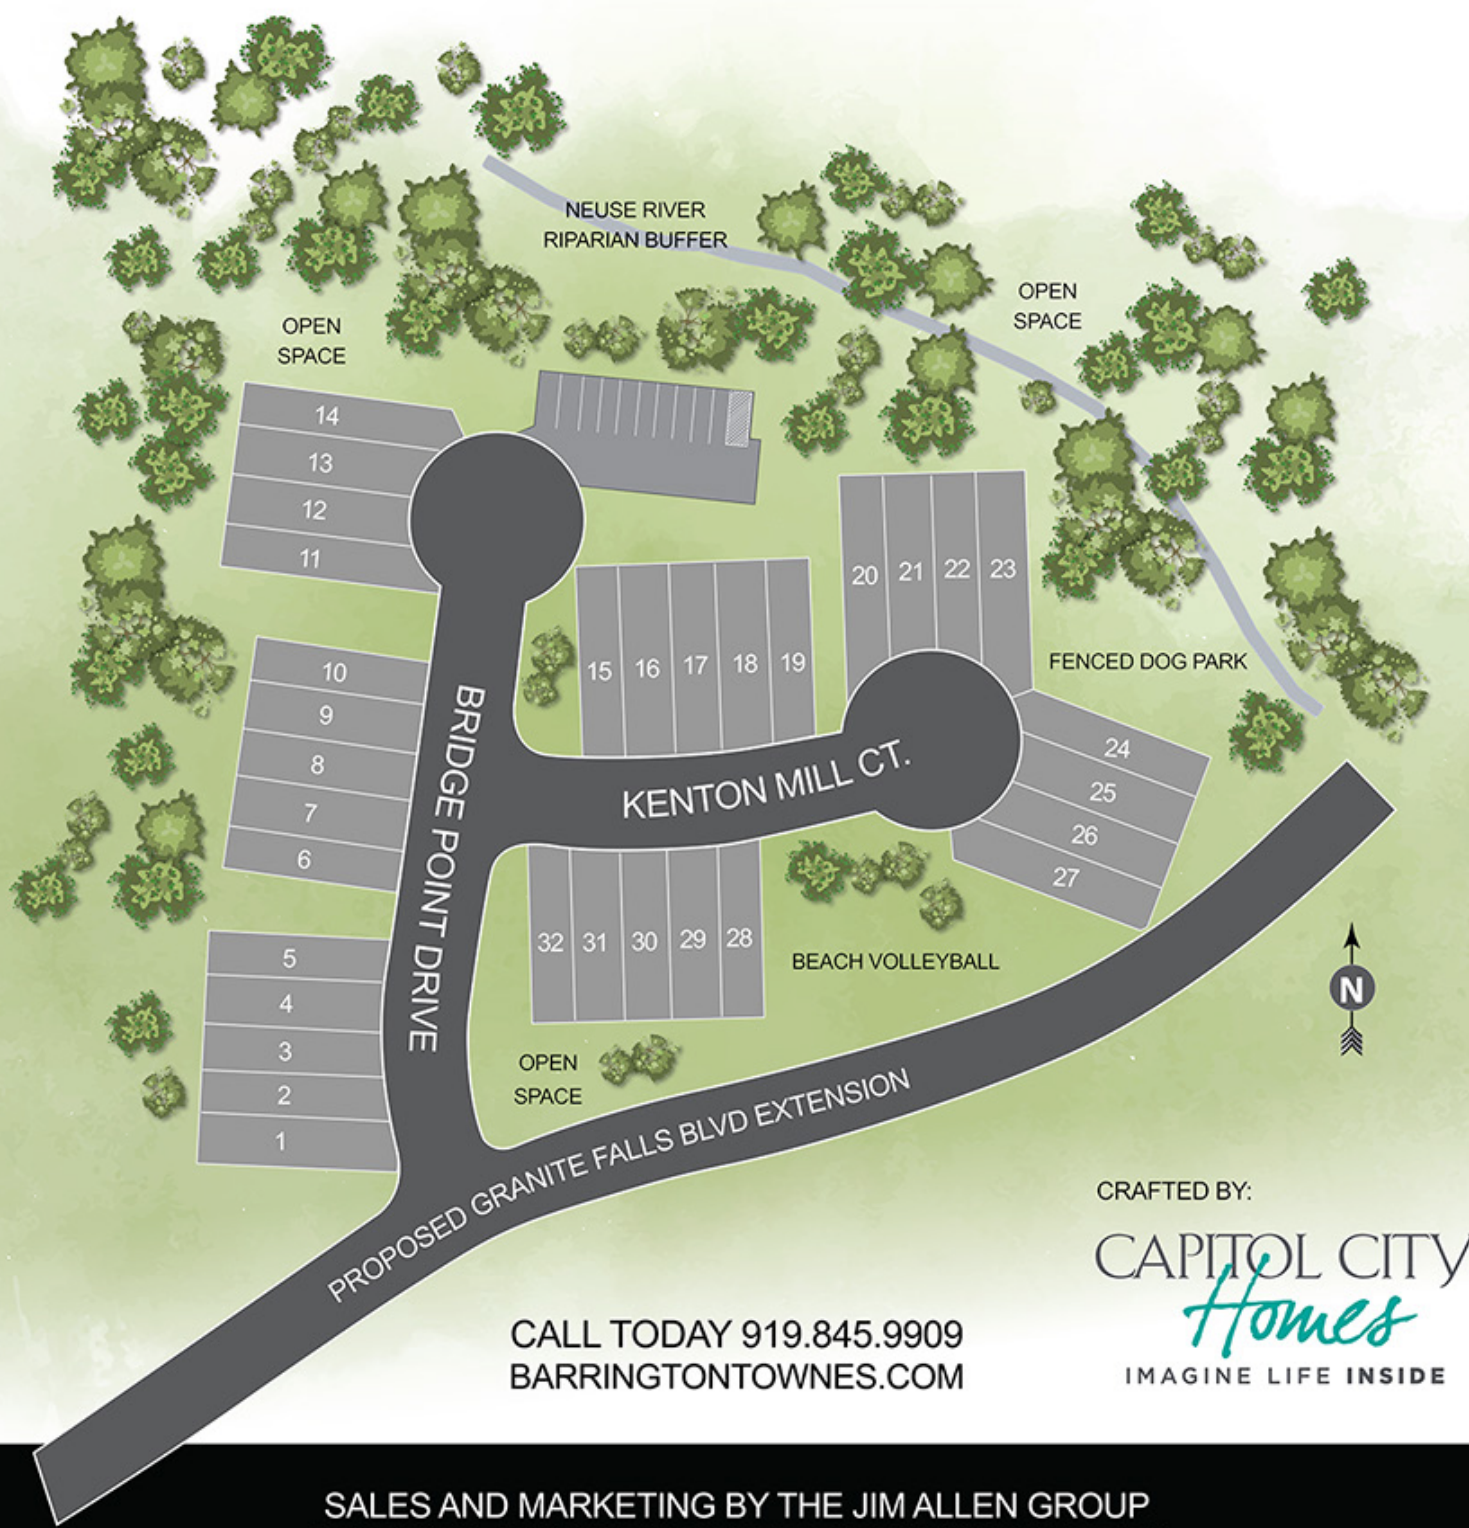 NEUSE RIVER
RIPARIAN BUFFER
OPEN
SPACE
OPEN
SPACE
14
13
12
11
20
21
22
23
15
16
17
18
19
FENCED DOG PARK
10
9
8
7
6
BRIDGE POINT DRIVE
KENTON MILL CT.
24
25
26
27
5
4
3
2
1
32
31
30
29
28
BEACH VOLLEYBALL
N
OPEN
SPACE
PROPOSED GRANITE FALLS BLVD EXTENSION
CRAFTED BY:
CAPITOL CITY
Homes
IMAGINE LIFE INSIDE
CALL TODAY 919.845.9909
BARRINGTONTOWNES.COM
SALES AND MARKETING BY THE JIM ALLEN GROUP